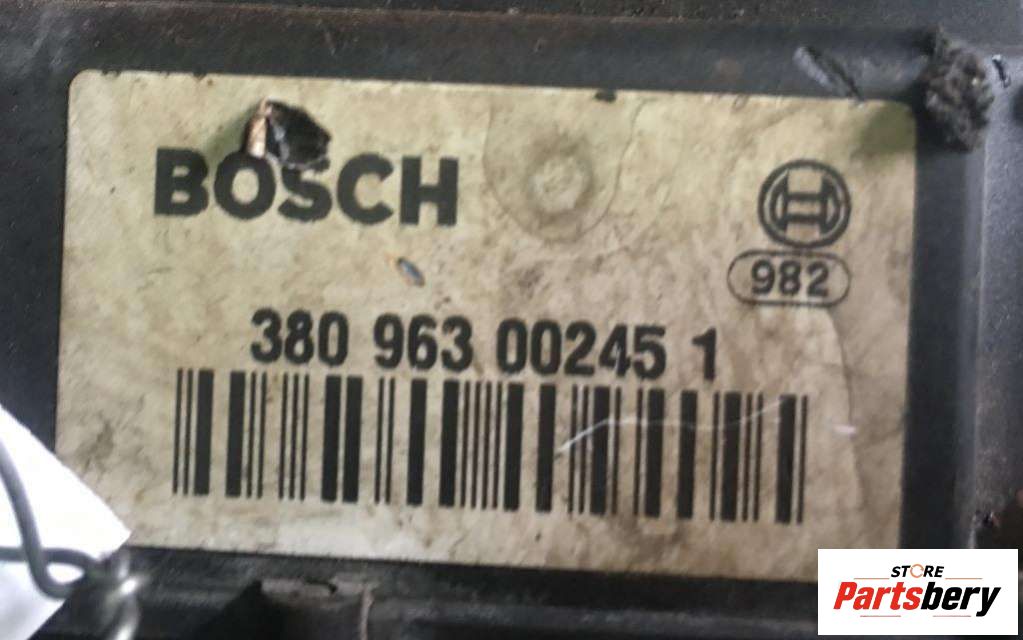 BOSCH
982
380 963 00245 1
STORE
Partsbery